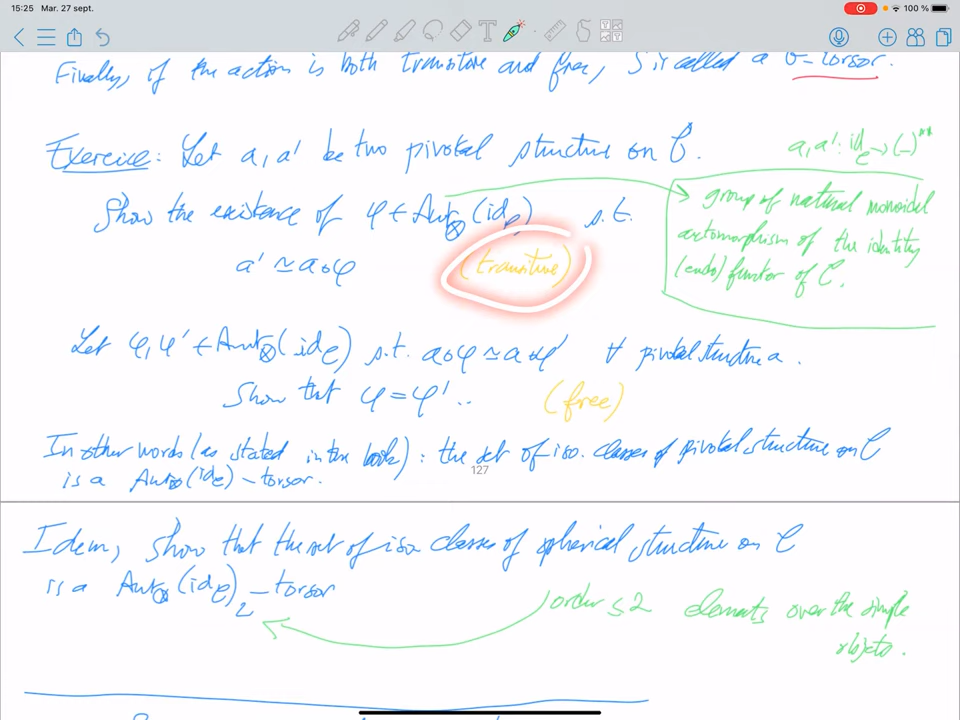 15:25 Mar. 27 sept.
100 %
Finally, if the action is both transitive and free, S is called a G-torsor.
Exercise: Let a, a' be two pivotal structure on C.
a, a': id_C → (-)**
Show the existence of φ ∈ Aut⊗(id_C) s.t.
a' ≃ a∘φ
(transitive)
group of natural monoidal
automorphism of the identity
(endo) functor of C.
Let φ, φ' ∈ Aut⊗(id_C) s.t. a∘φ ≃ a∘φ' ∀ pivotal structure a.
Show that φ = φ'..
(free)
In other words (as stated in the book): the set of iso. classes of pivotal structure on C
is a Aut⊗(id_C) - torsor.
127
Idem, show that the set of iso classes of spherical structure on C
is a Aut⊗(id_C)_2 - torsor
order ≤ 2 elements over the simple
objects.